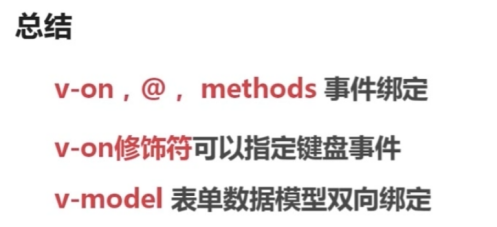 总结
v-on，@， methods 事件绑定
v-on修饰符可以指定键盘事件
v-model 表单数据模型双向绑定